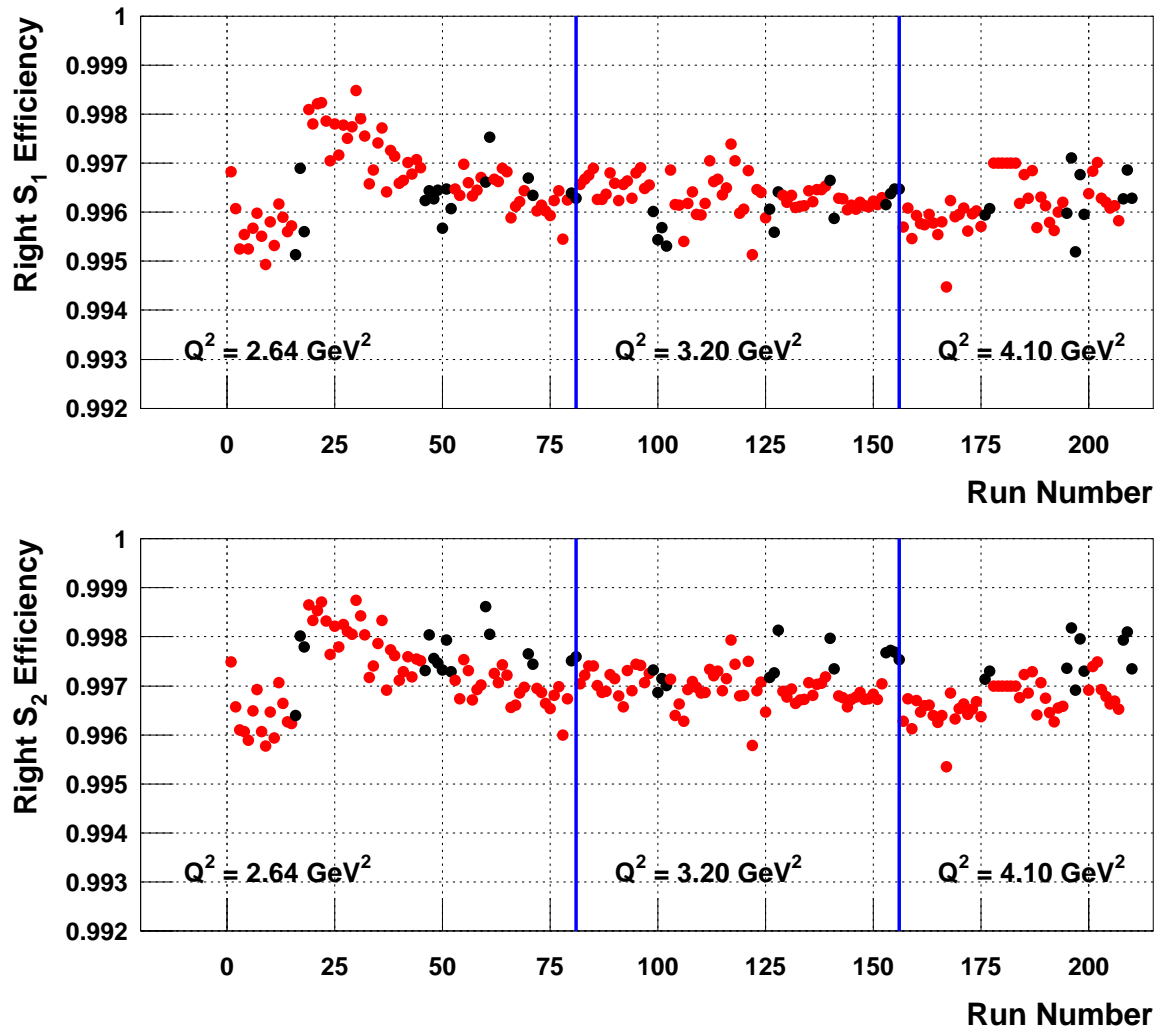 Right S1 Efficiency
1
0.999
0.998
0.997
0.996
0.995
0.994
0.993
0.992
Q2 = 2.64 GeV2
Q2 = 3.20 GeV2
Q2 = 4.10 GeV2
0 25 50 75 100 125 150 175 200
Run Number
Right S2 Efficiency
1
0.999
0.998
0.997
0.996
0.995
0.994
0.993
0.992
Q2 = 2.64 GeV2
Q2 = 3.20 GeV2
Q2 = 4.10 GeV2
0 25 50 75 100 125 150 175 200
Run Number